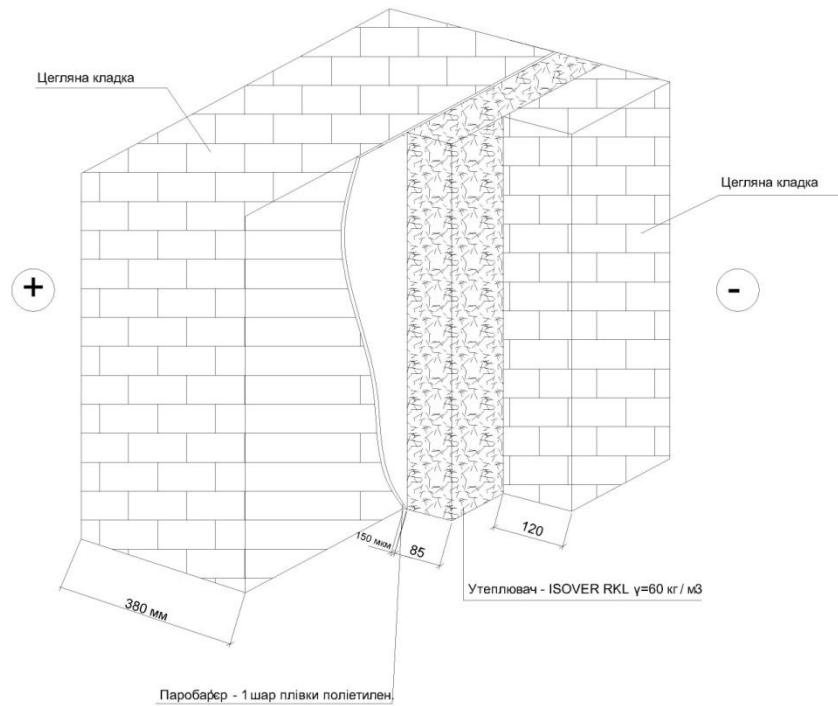 Цегляна кладка
Цегляна кладка
+
-
150 мкм
85
120
380 мм
Утеплювач - ISOVER RKL γ=60 кг / м3
Пароба'єр - 1 шар плівки поліетилен.